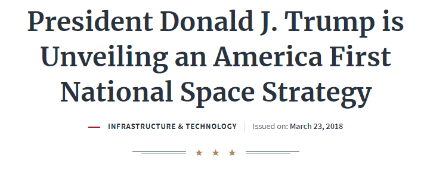 President Donald J. Trump is
Unveiling an America First
National Space Strategy
INFRASTRUCTURE & TECHNOLOGY Issued on: March 23, 2018